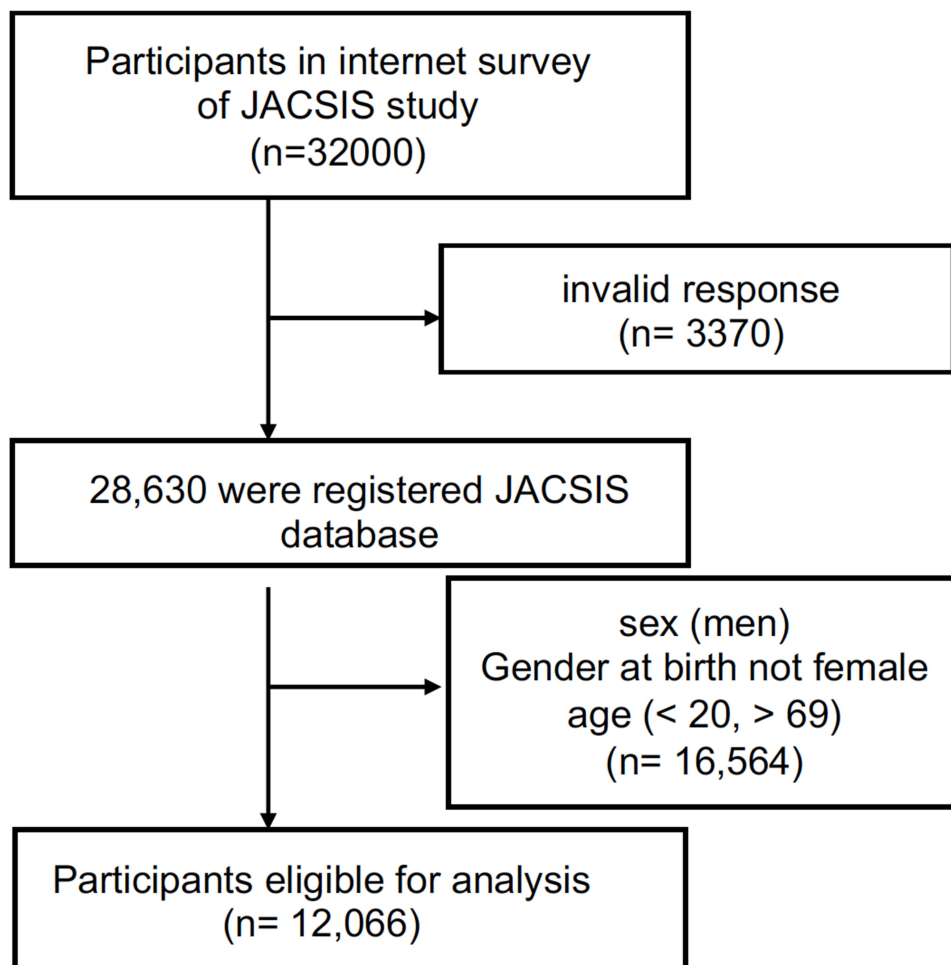 Participants in internet survey
of JACSIS study
(n=32000)
invalid response
(n= 3370)
28,630 were registered JACSIS
database
sex (men)
Gender at birth not female
age (< 20, > 69)
(n= 16,564)
Participants eligible for analysis
(n= 12,066)